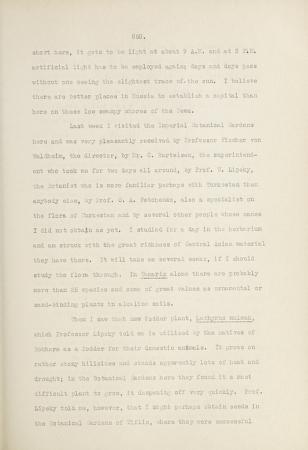 868.
short here, it gets to be light at about 9 A.M. and at 3 P.M.
artificial light has to be employed again; days and days pass
without one seeing the slightest trace of the sun. I believe
there are better places in Russia to establish a capital than
here on these low swampy shores of the Neva.
Last week I visited the Imperial Botanical Gardens
here and was very pleasantly received by Professor Fischer von
Waldheim, the director, by Mr. C. Bartelsen, the superintend-
ent who took me for two days all around, by Prof. W. Lipsky,
the Botanist who is more familiar perhaps with Turkestan than
anybody else, by Prof. O. A. Fetchenko, also a specialist on
the flora of Turkestan and by several other people whose names
I did not obtain as yet. I studied for a day in the herbarium
and am struck with the great richness of Central Asian material
they have there. It will take me several weeks, if I should
study the flora through. In Tamarix alone there are probably
more than 25 species and some of great values as ornamental or
sand-binding plants in alkaline soils.
Then I saw that new fodder plant,
which Professor Lipsky told me is utilized by the natives of
Bokhara as a fodder for their domestic animals. It grows on
rather stony hillsides and stands apparently lots of heat and
drought; in the Botanical Gardens here they found it a most
difficult plant to grow, it dampening off very quickly. Prof.
Lipsky told me, however, that I might perhaps obtain seeds in
the Botanical Gardens of Tiflis, where they were successful